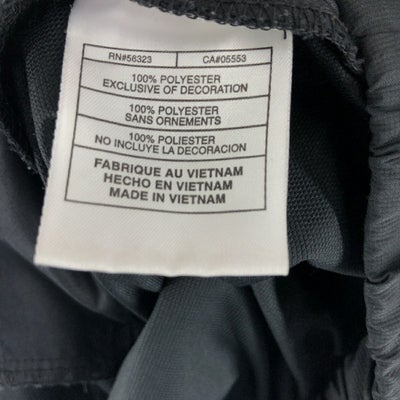 RN#56323 CA#05553
100% POLYESTER
EXCLUSIVE OF DECORATION
100% POLYESTER
SANS ORNEMENTS
100% POLIESTER
NO INCLUYE LA DECORACION
FABRIQUE AU VIETNAM
HECHO EN VIETNAM
MADE IN VIETNAM